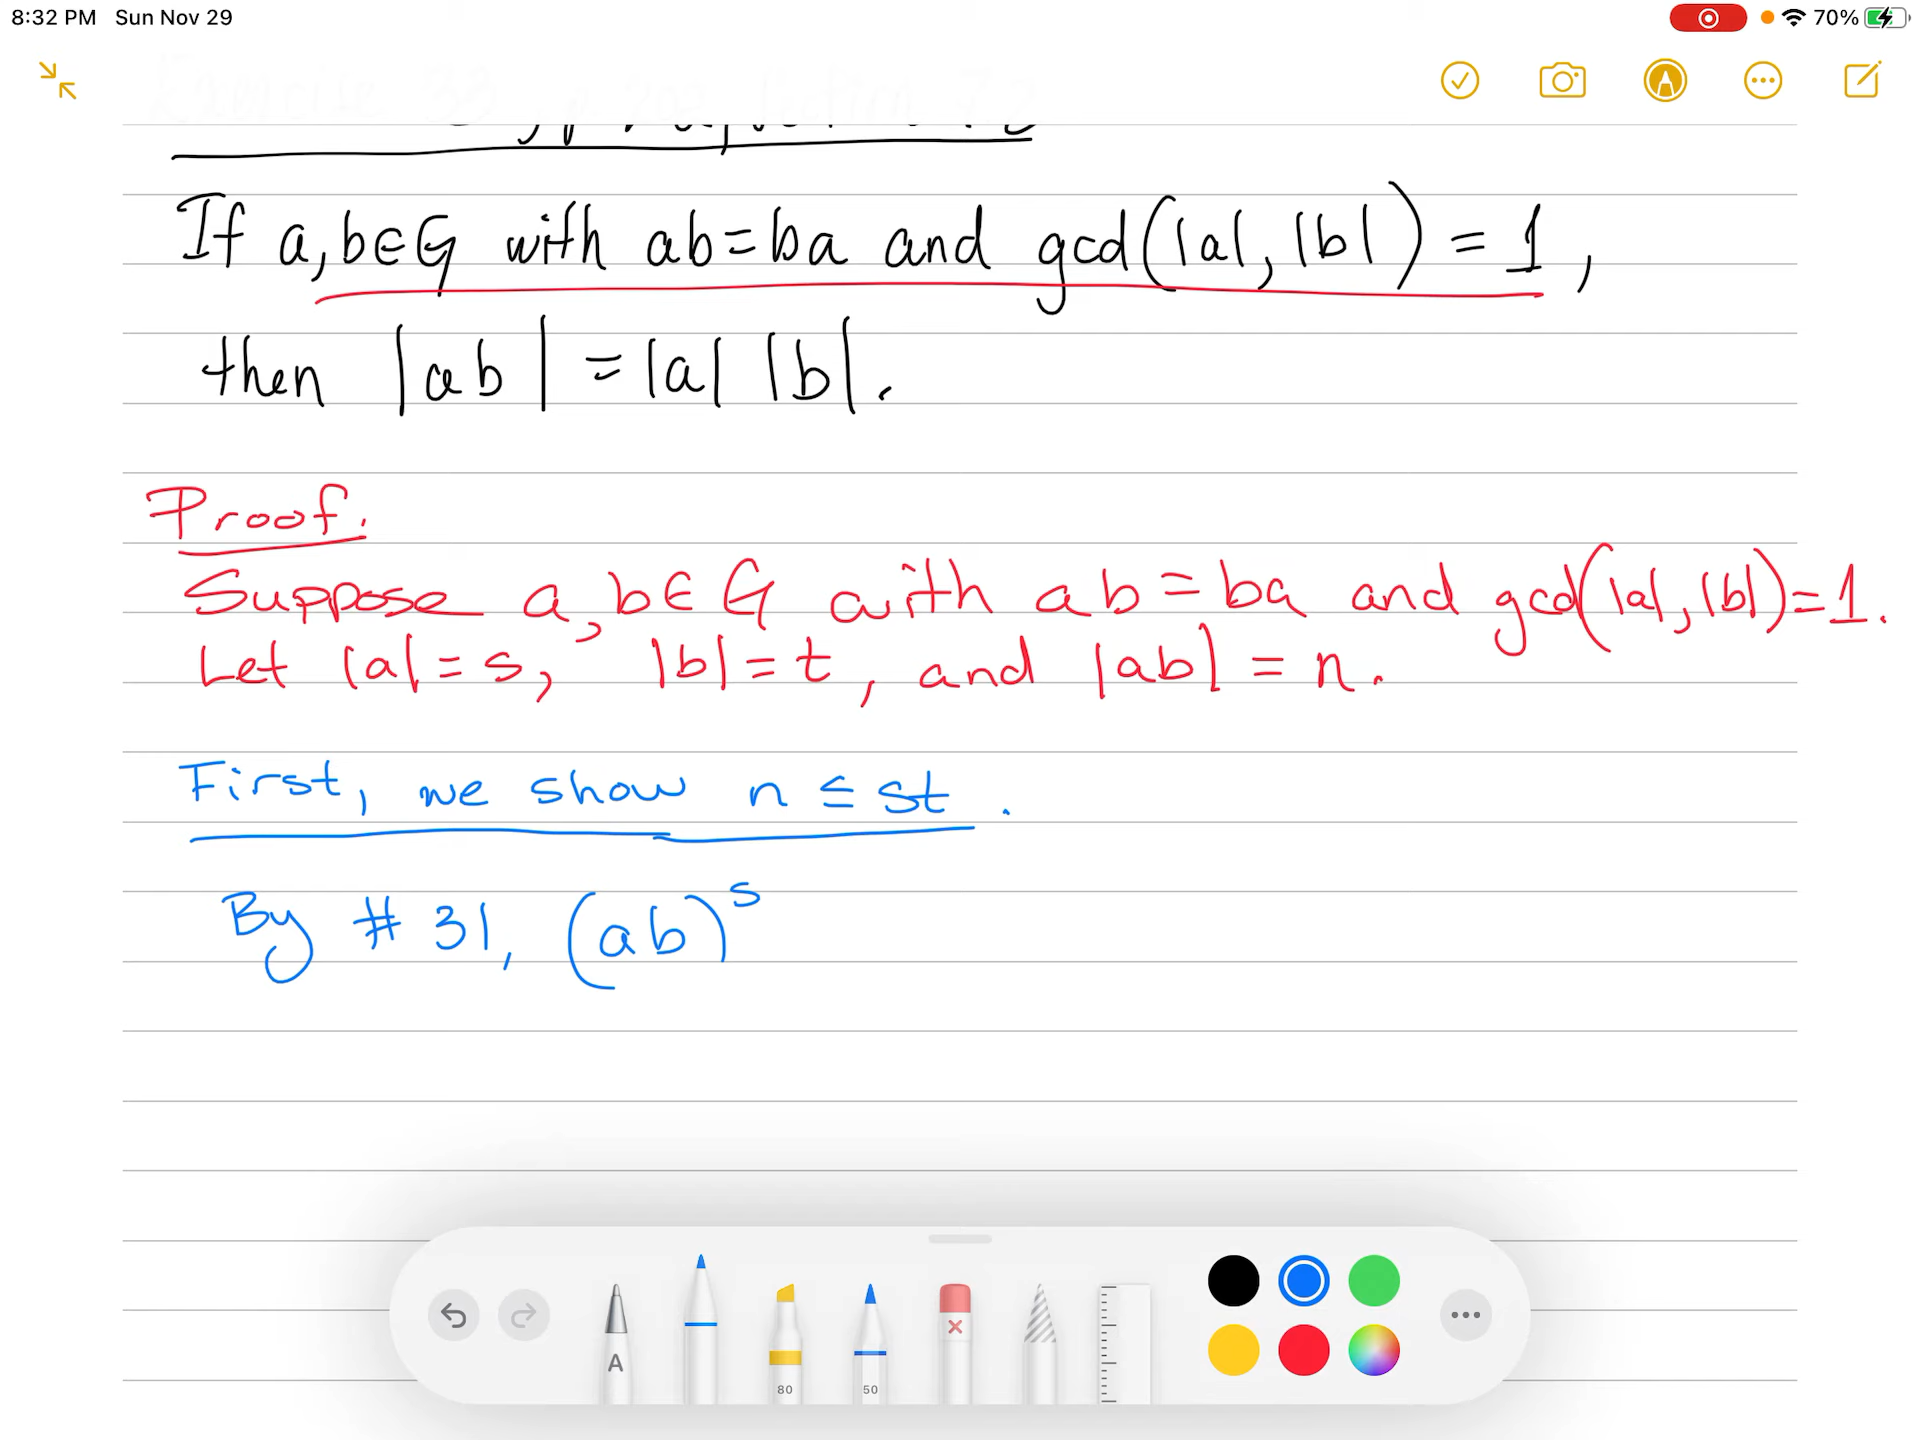 8:32 PM Sun Nov 29 70%
If a, b∈G with ab=ba and gcd(|a|, |b|) = 1,
then |ab| = |a| |b|.
Proof.
Suppose a, b∈G with ab = ba and gcd(|a|, |b|)=1.
Let |a| = s, |b| = t, and |ab| = n.
First, we show n ≤ st.
By # 31, (ab)^s
A
80
50